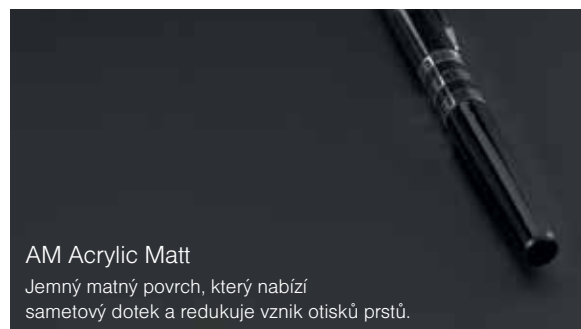 AM Acrylic Matt
Jemný matný povrch, který nabízí
sametový dotek a redukuje vznik otisků prstů.